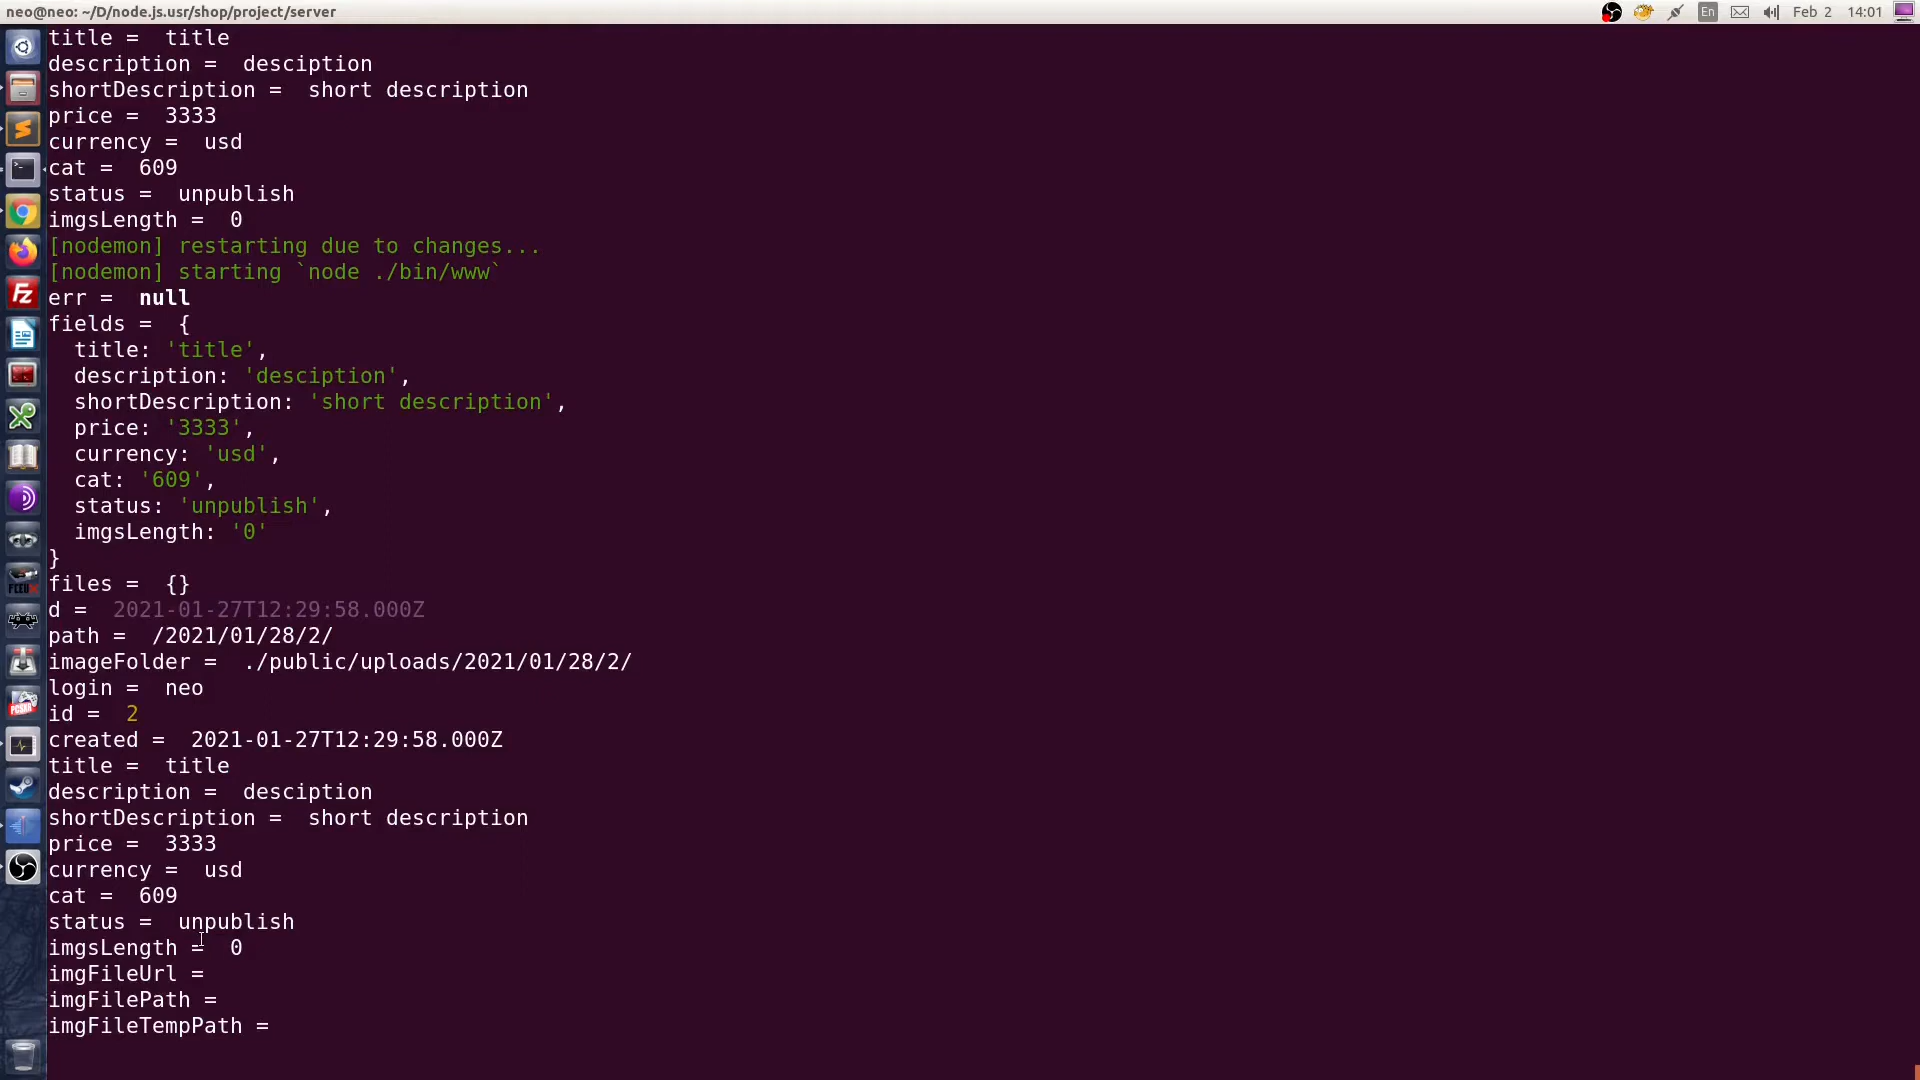 neo@neo: ~/D/node.js.usr/shop/project/server
En
Feb 2 14:01
title =  title
description =  desciption
shortDescription =  short description
price =  3333
currency =  usd
cat =  609
status =  unpublish
imgsLength =  0
[nodemon] restarting due to changes...
[nodemon] starting `node ./bin/www`
err =  null
fields =  {
  title: 'title',
  description: 'desciption',
  shortDescription: 'short description',
  price: '3333',
  currency: 'usd',
  cat: '609',
  status: 'unpublish',
  imgsLength: '0'
}
files =  {}
d =  2021-01-27T12:29:58.000Z
path =  /2021/01/28/2/
imageFolder =  ./public/uploads/2021/01/28/2/
login =  neo
id =  2
created =  2021-01-27T12:29:58.000Z
title =  title
description =  desciption
shortDescription =  short description
price =  3333
currency =  usd
cat =  609
status =  unpublish
imgsLength =  0
imgFileUrl =
imgFilePath =
imgFileTempPath =